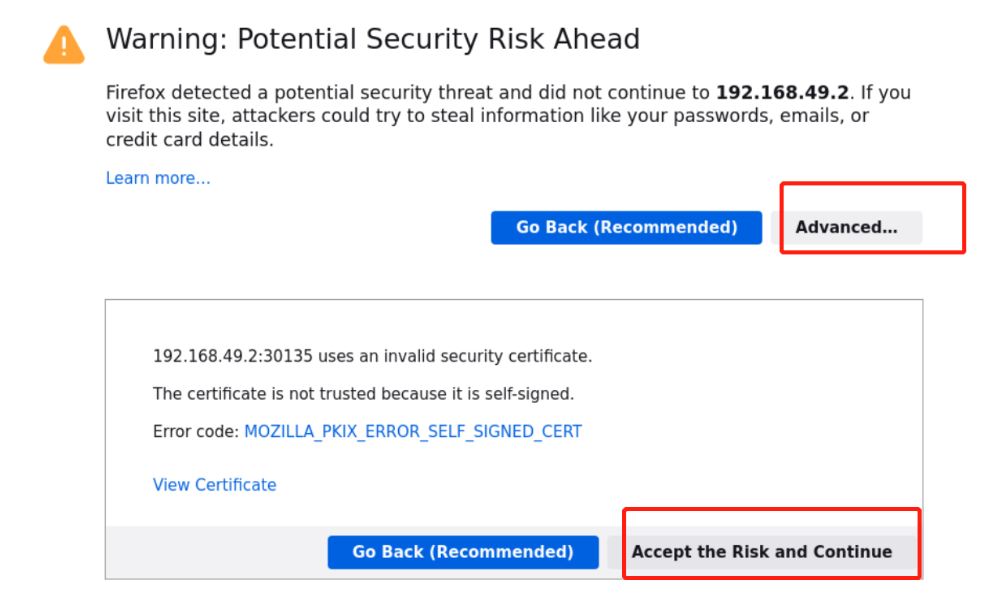 Warning: Potential Security Risk Ahead
Firefox detected a potential security threat and did not continue to 192.168.49.2. If you
visit this site, attackers could try to steal information like your passwords, emails, or
credit card details.
Learn more…
Go Back (Recommended) Advanced…
192.168.49.2:30135 uses an invalid security certificate.
The certificate is not trusted because it is self-signed.
Error code: MOZILLA_PKIX_ERROR_SELF_SIGNED_CERT
View Certificate
Go Back (Recommended) Accept the Risk and Continue